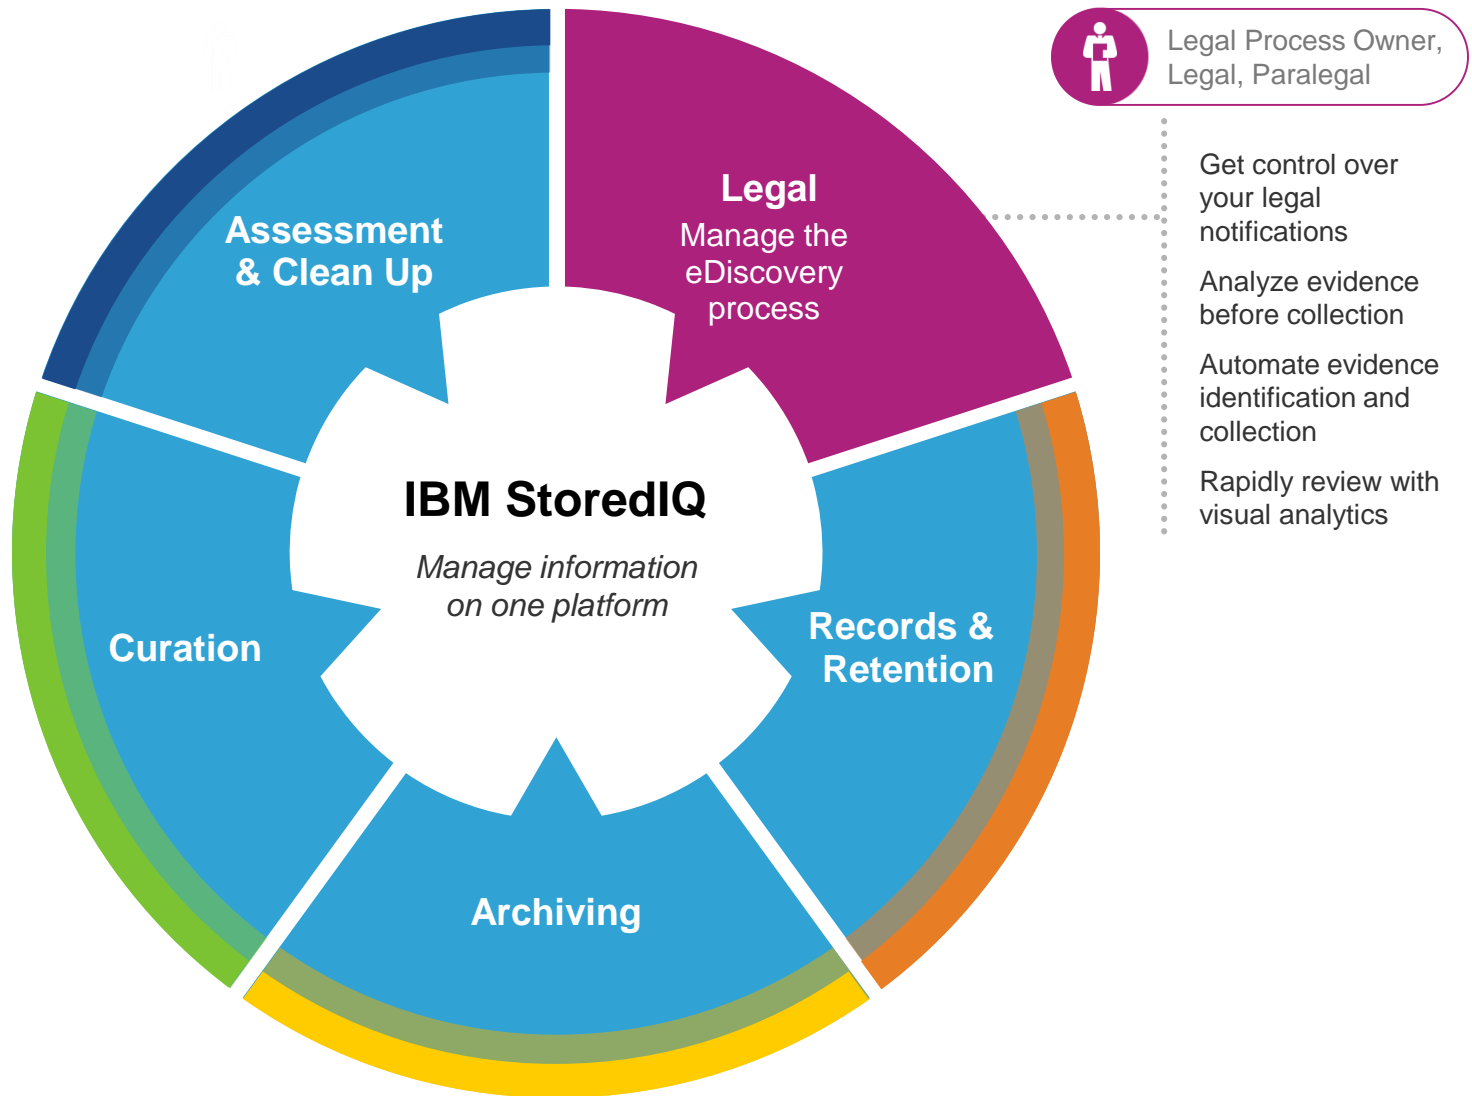 Legal Process Owner,
Legal, Paralegal
Legal
Manage the
eDiscovery
process
Get control over
your legal
notifications
Analyze evidence
before collection
Automate evidence
identification and
collection
Rapidly review with
visual analytics
Assessment
& Clean Up
IBM StoredIQ
Manage information
on one platform
Curation
Records &
Retention
Archiving